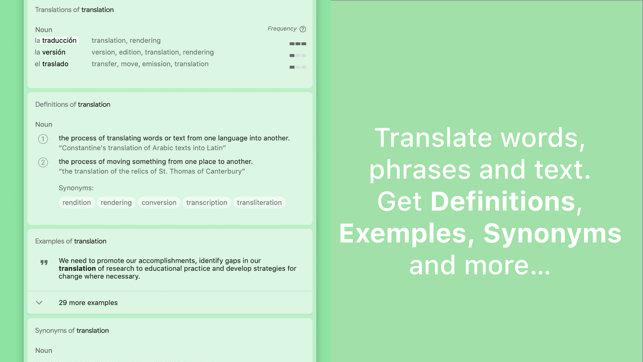 Translations of translation
Noun
Frequency ?
la traducción translation, rendering
la versión version, edition, translation, rendering
el traslado transfer, move, emission, translation
Definitions of translation
Noun
1 the process of translating words or text from one language into another.
“Constantine's translation of Arabic texts into Latin”
2 the process of moving something from one place to another.
“the translation of the relics of St. Thomas of Canterbury”
Synonyms:
rendition rendering conversion transcription transliteration
Examples of translation
We need to promote our accomplishments, identify gaps in our
translation of research to educational practice and develop strategies for
change where necessary.
29 more examples
Synonyms of translation
Noun
Translate words,
phrases and text.
Get Definitions,
Exemples, Synonyms
and more...